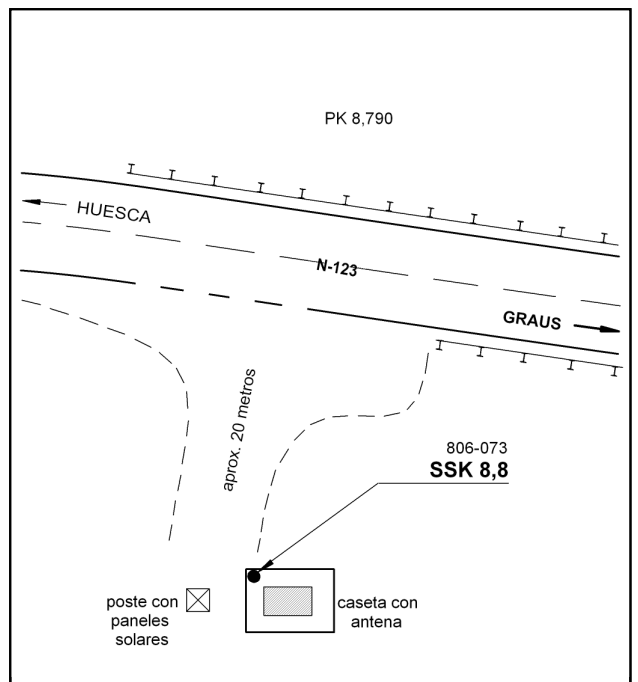 PK 8,790
HUESCA
N-123
GRAUS
aprox. 20 metros
806-073
SSK 8,8
poste con
paneles
solares
caseta con
antena